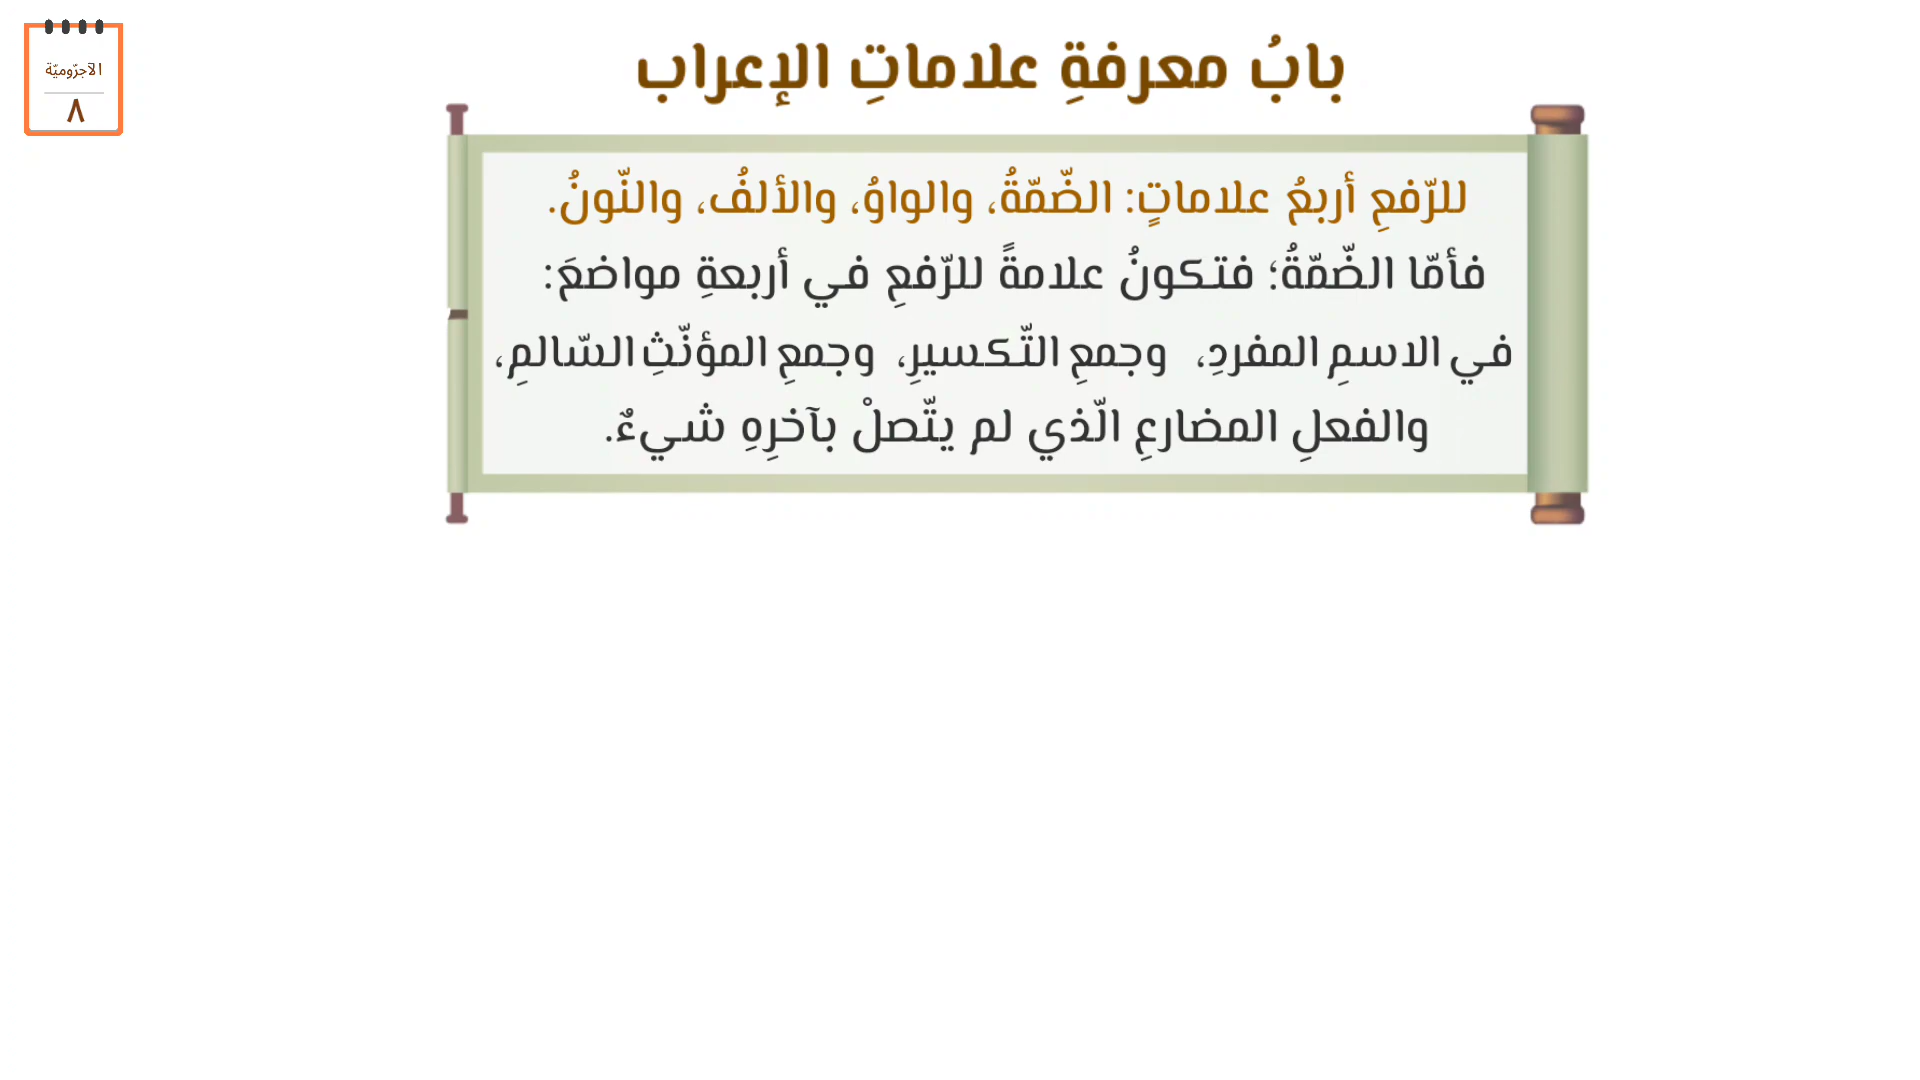 الآجرّوميّة
٨
بابُ معرفةِ علاماتِ الإعراب
للرّفعِ أربعُ علاماتٍ: الضّمّةُ، والواوُ، والألفُ، والنّونُ.
فأمّا الضّمّةُ؛ فتكونُ علامةً للرّفعِ في أربعةِ مواضعَ:
في الاسمِ المفردِ، وجمعِ التّكسيرِ، وجمعِ المؤنّثِ السّالمِ،
والفعلِ المضارعِ الّذي لم يتّصلْ بآخرِهِ شيءٌ.